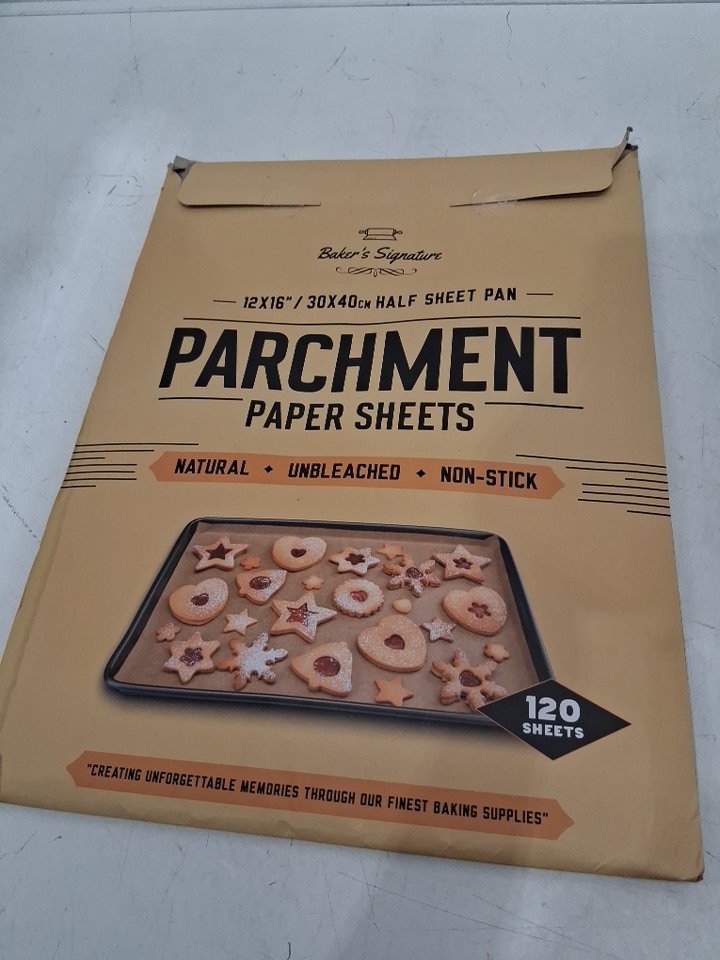 Baker's Signature
12X16" / 30X40CM HALF SHEET PAN
PARCHMENT
PAPER SHEETS
NATURAL ✦ UNBLEACHED ✦ NON-STICK
120
SHEETS
"CREATING UNFORGETTABLE MEMORIES THROUGH OUR FINEST BAKING SUPPLIES"